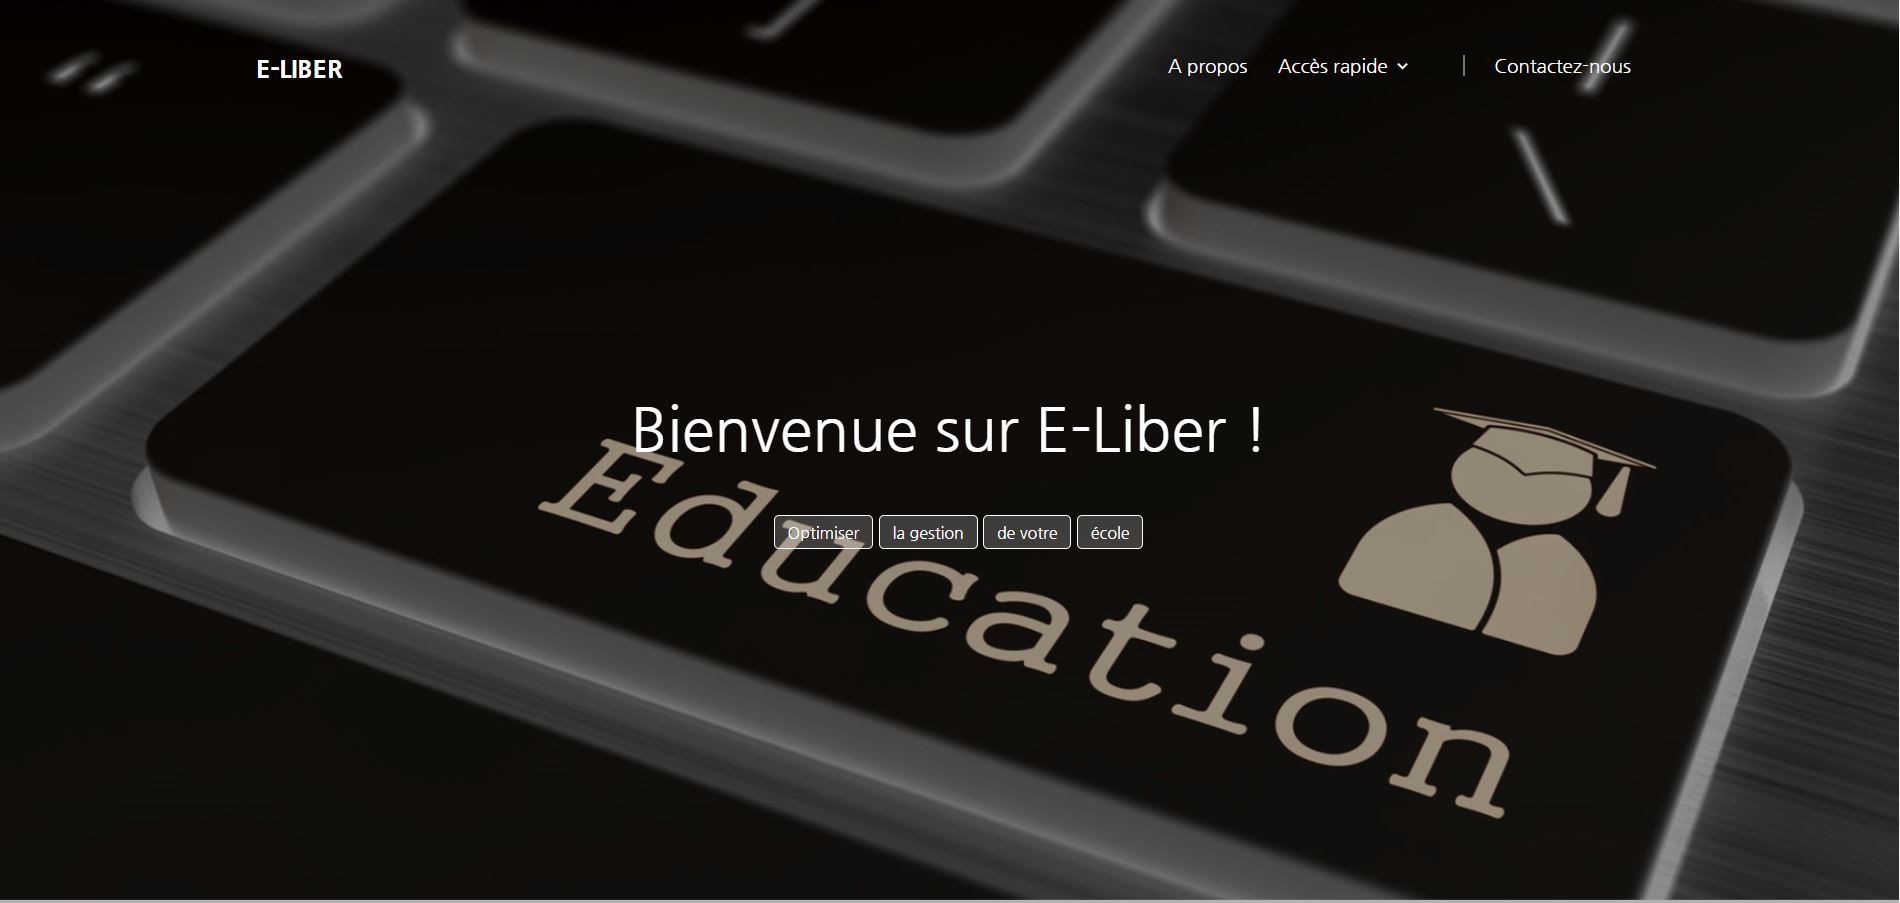 E-LIBER
A propos
Accès rapide
Contactez-nous
Bienvenue sur E-Liber !
Optimiser
la gestion
de votre
école
Education